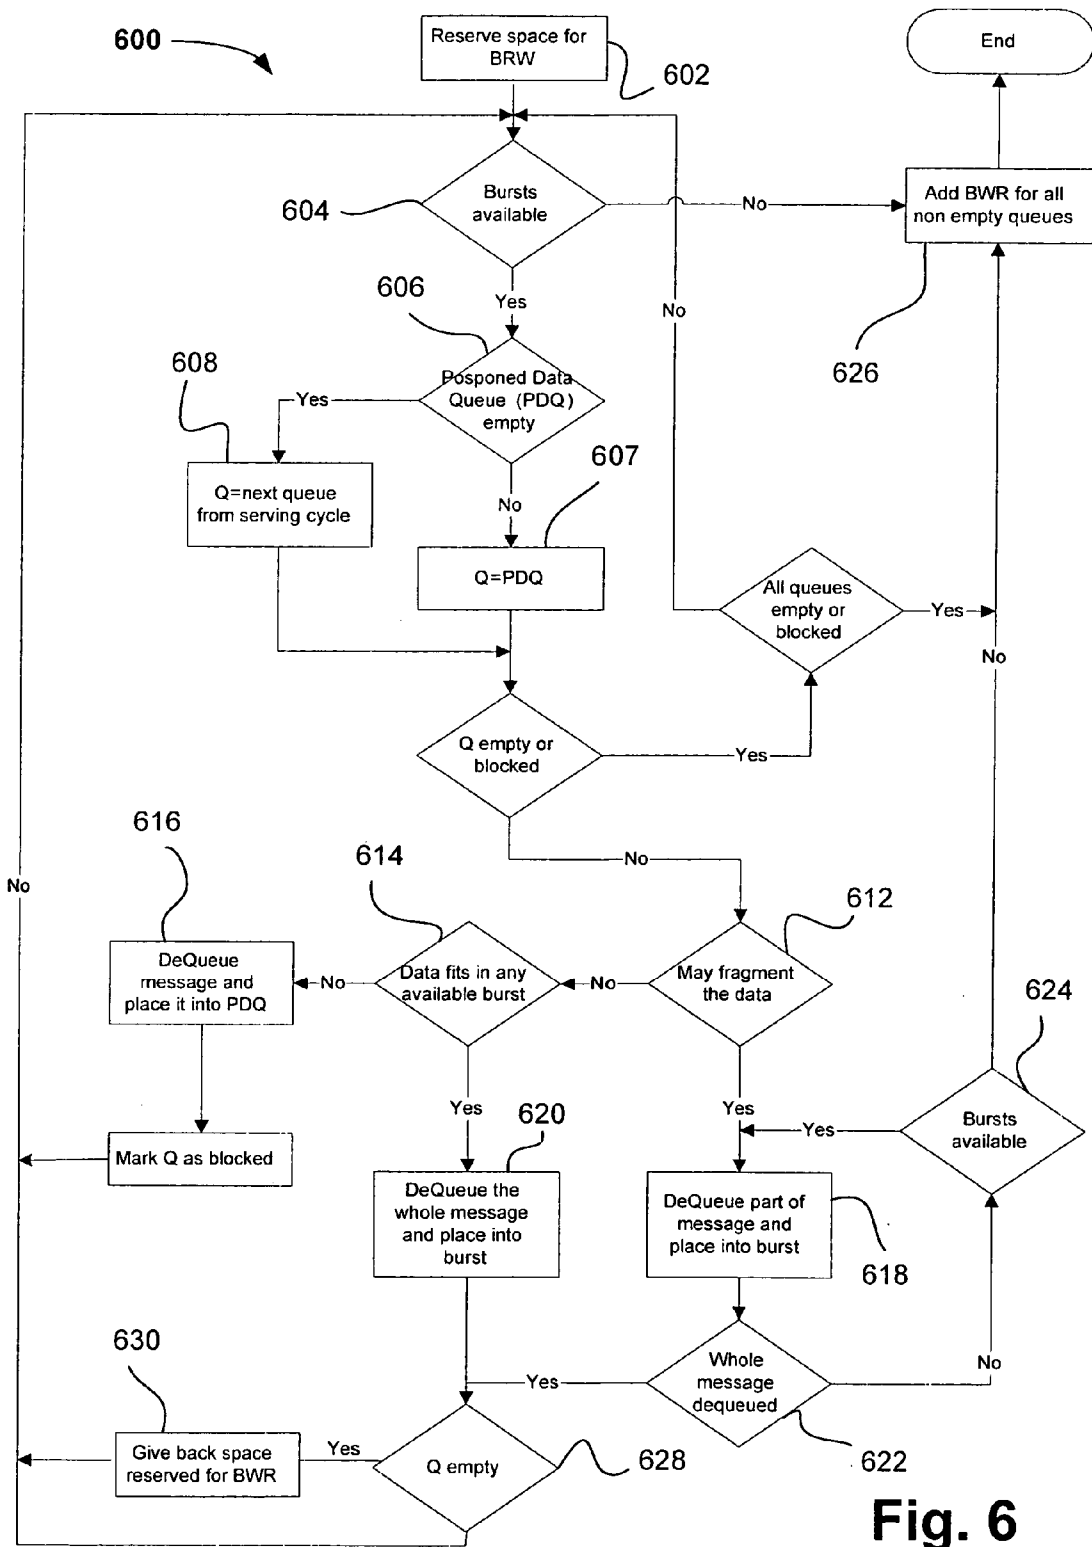 600
Reserve space for
BRW
602
End
Bursts
available
604
No
Add BWR for all
non empty queues
626
Yes
606
No
Posponed Data
Queue (PDQ)
empty
608
Yes
607
Q=next queue
from serving cycle
No
Q=PDQ
All queues
empty or
blocked
Yes
No
Q empty or
blocked
Yes
616
614
No
612
No
DeQueue
message and
place it into PDQ
No
Data fits in any
available burst
No
May fragment
the data
624
Yes
620
Yes
Yes
Bursts
available
Mark Q as blocked
DeQueue the
whole message
and place into
burst
DeQueue part of
message and
place into burst
618
630
Yes
Whole
message
dequeued
No
Give back space
reserved for BWR
Yes
Q empty
628
622
Fig. 6